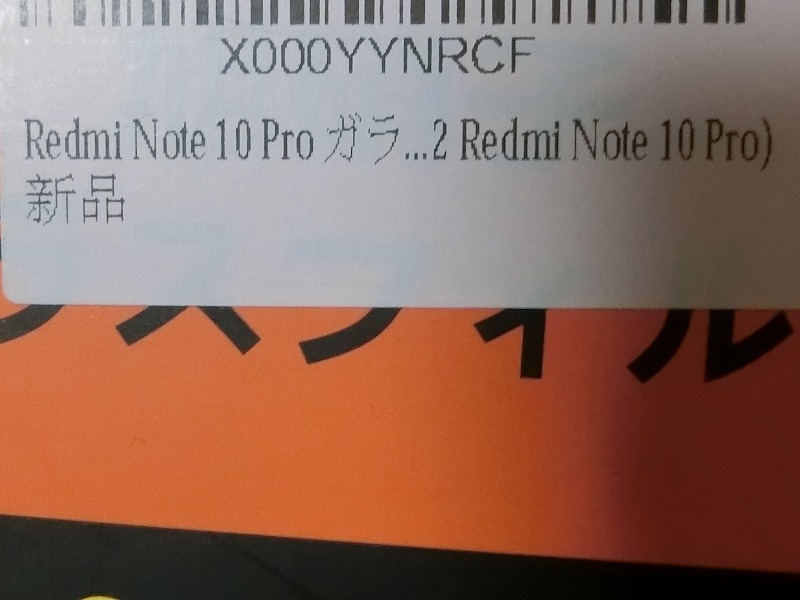 X000YYNRCF
Redmi Note 10 Pro ガラ...2 Redmi Note 10 Pro)
新品